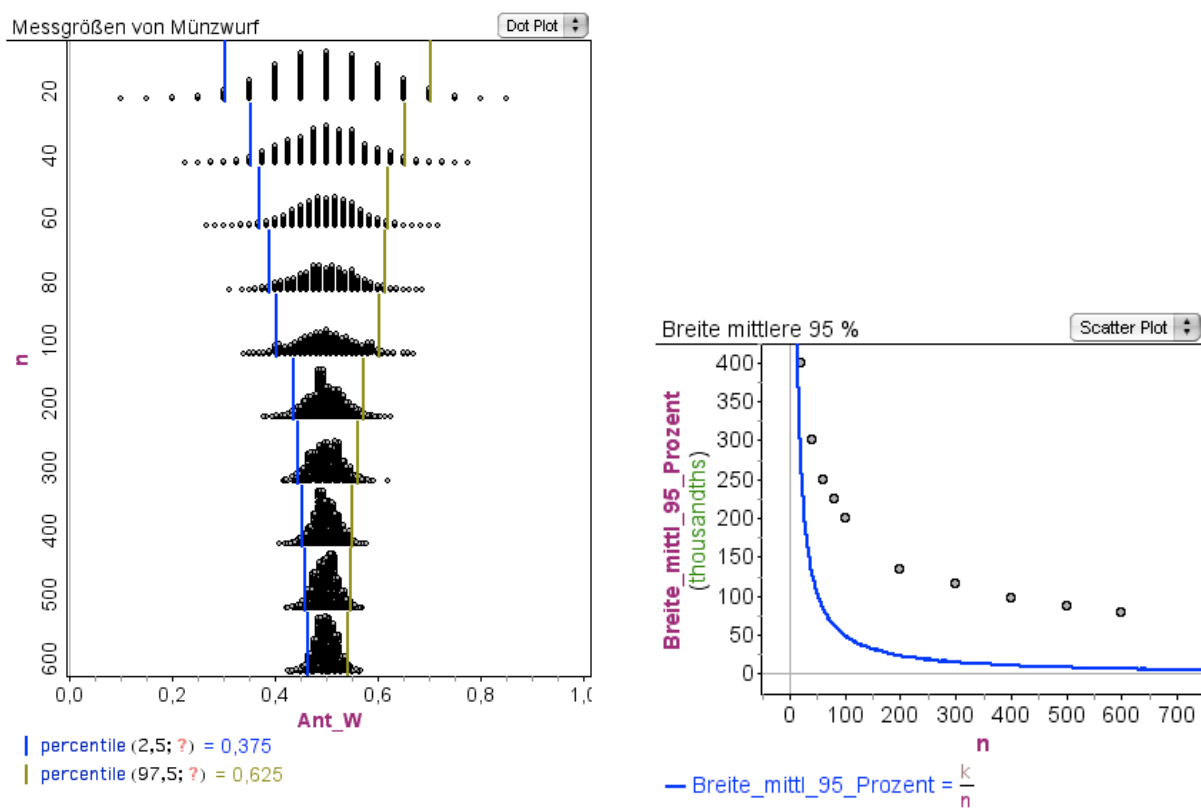 Messgrößen von Münzwurf
Dot Plot
n
20
40
60
80
100
200
300
400
500
600
0,0 0,2 0,4 0,6 0,8 1,0
Ant_W
percentile (2,5; ?) = 0,375
percentile (97,5; ?) = 0,625
Breite mittlere 95 %
Scatter Plot
Breite_mittl_95_Prozent
(thousandths)
400
350
300
250
200
150
100
50
0
0 100 200 300 400 500 600 700
n
Breite_mittl_95_Prozent = k
n